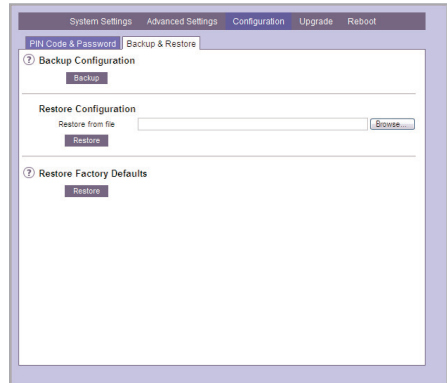 System Settings Advanced Settings Configuration Upgrade Reboot
PIN Code & Password Backup & Restore
? Backup Configuration
Backup
Restore Configuration
Restore from file Browse...
Restore
? Restore Factory Defaults
Restore